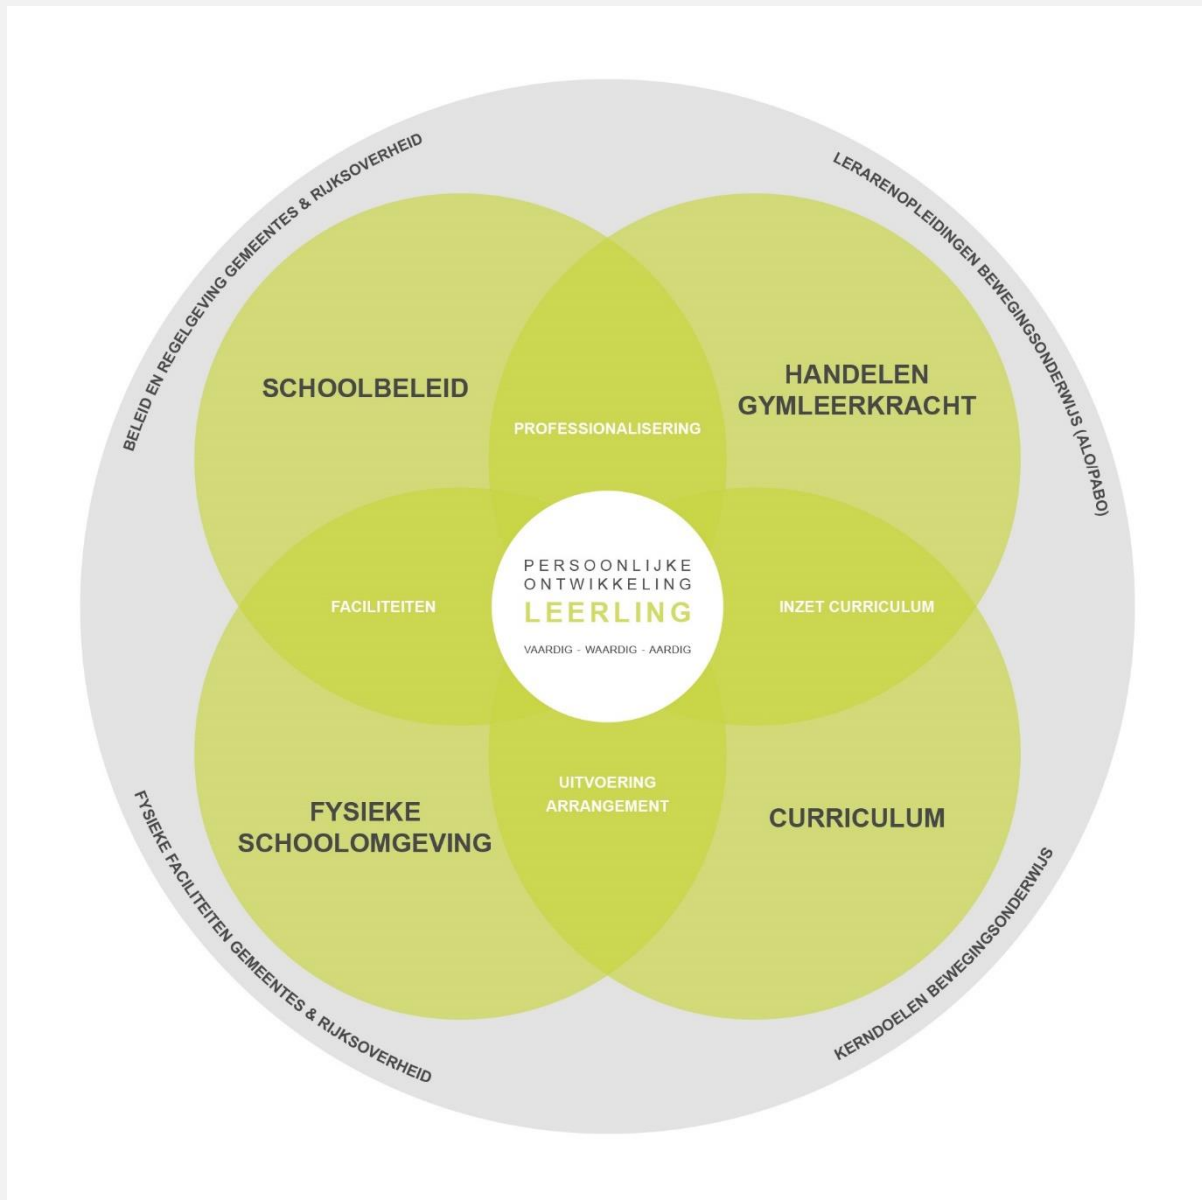 BELEID EN REGELGEVING GEMEENTES & RIJKSOVERHEID
LERARENOPLEIDINGEN BEWEGINGSONDERWIJS (ALO/PABO)
SCHOOLBELEID
HANDELEN
GYMLEERKRACHT
PROFESSIONALISERING
FACILITEITEN
PERSOONLIJKE
ONTWIKKELING
LEERLING
VAARDIG - WAARDIG - AARDIG
INZET CURRICULUM
UITVOERING
ARRANGEMENT
FYSIEKE
SCHOOLOMGEVING
CURRICULUM
FYSIEKE FACILITEITEN GEMEENTES & RIJKSOVERHEID
KERNDOELEN BEWEGINGSONDERWIJS